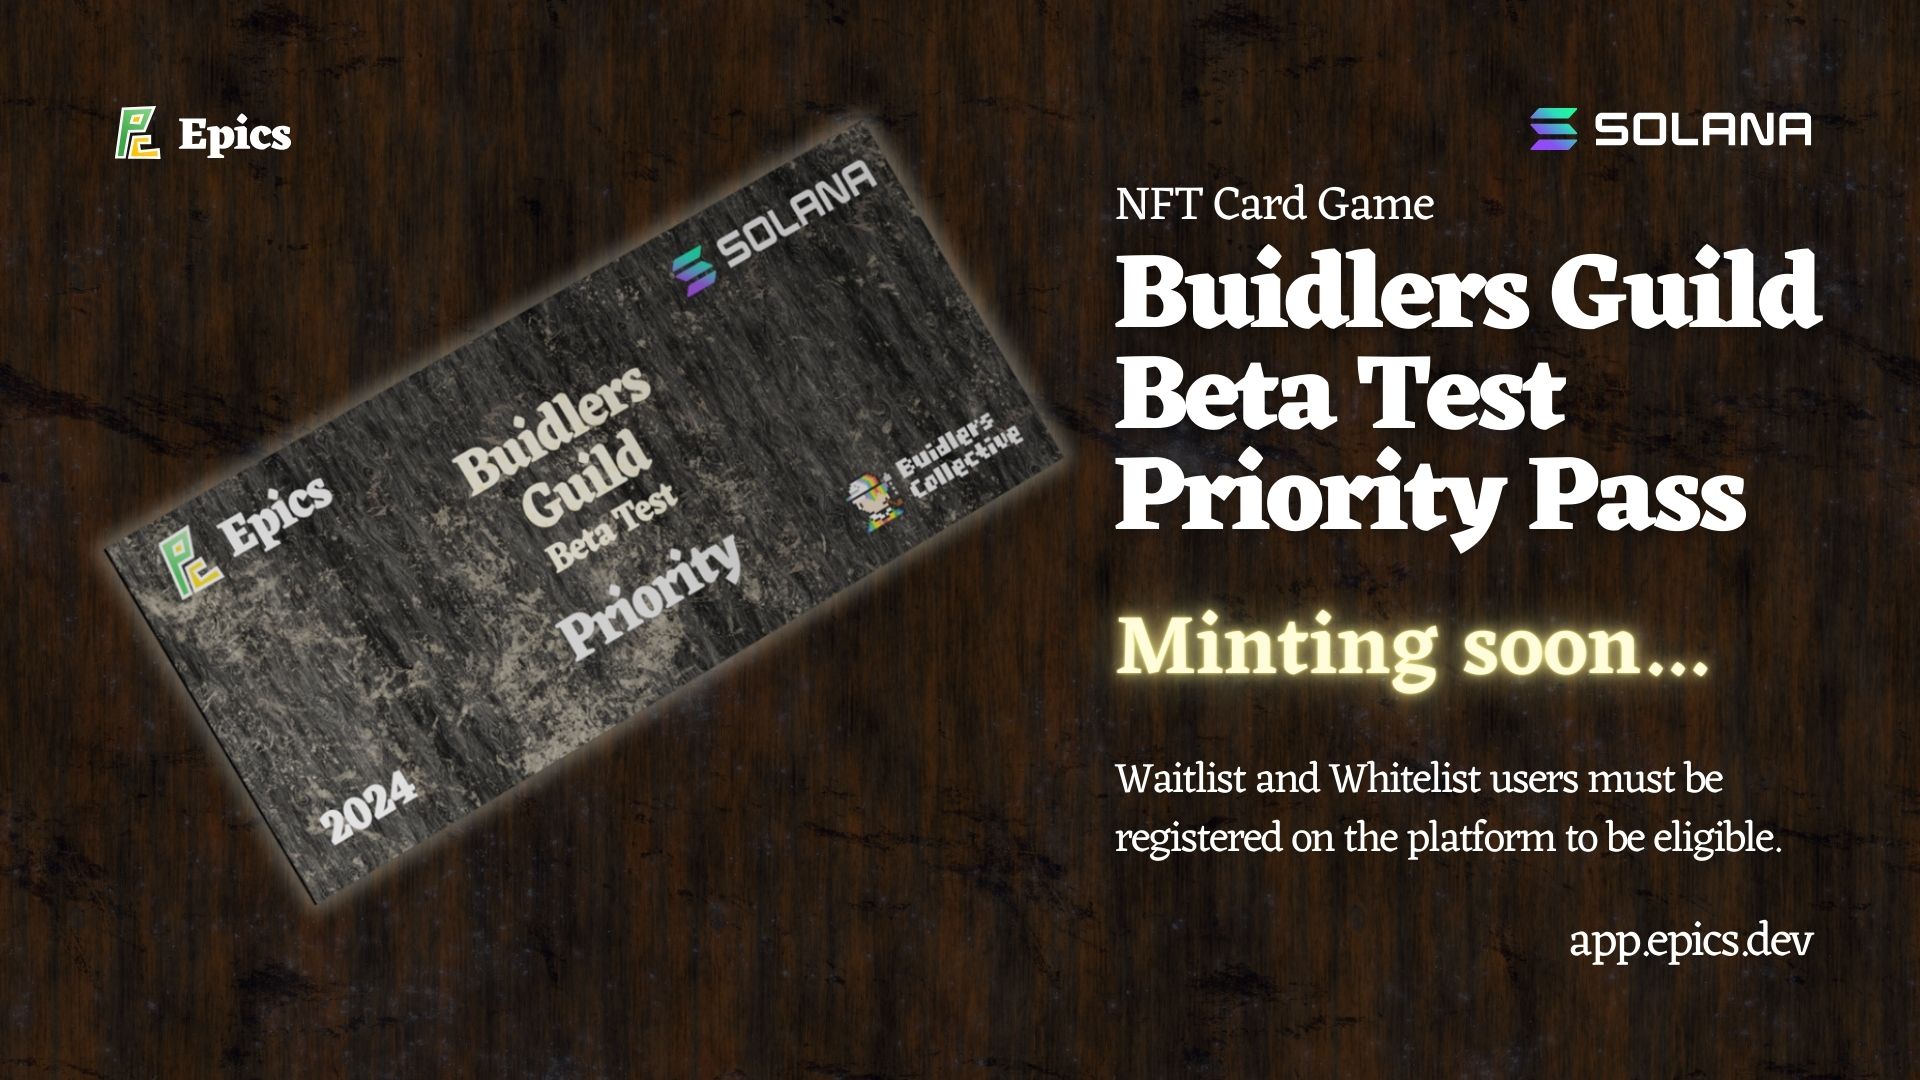 Epics
SOLANA
SOLANA
Buidlers
Guild
Beta Test
Priority
Epics
Buidlers
Collective
2024
NFT Card Game
Buidlers Guild
Beta Test
Priority Pass
Minting soon...
Waitlist and Whitelist users must be
registered on the platform to be eligible.
app.epics.dev